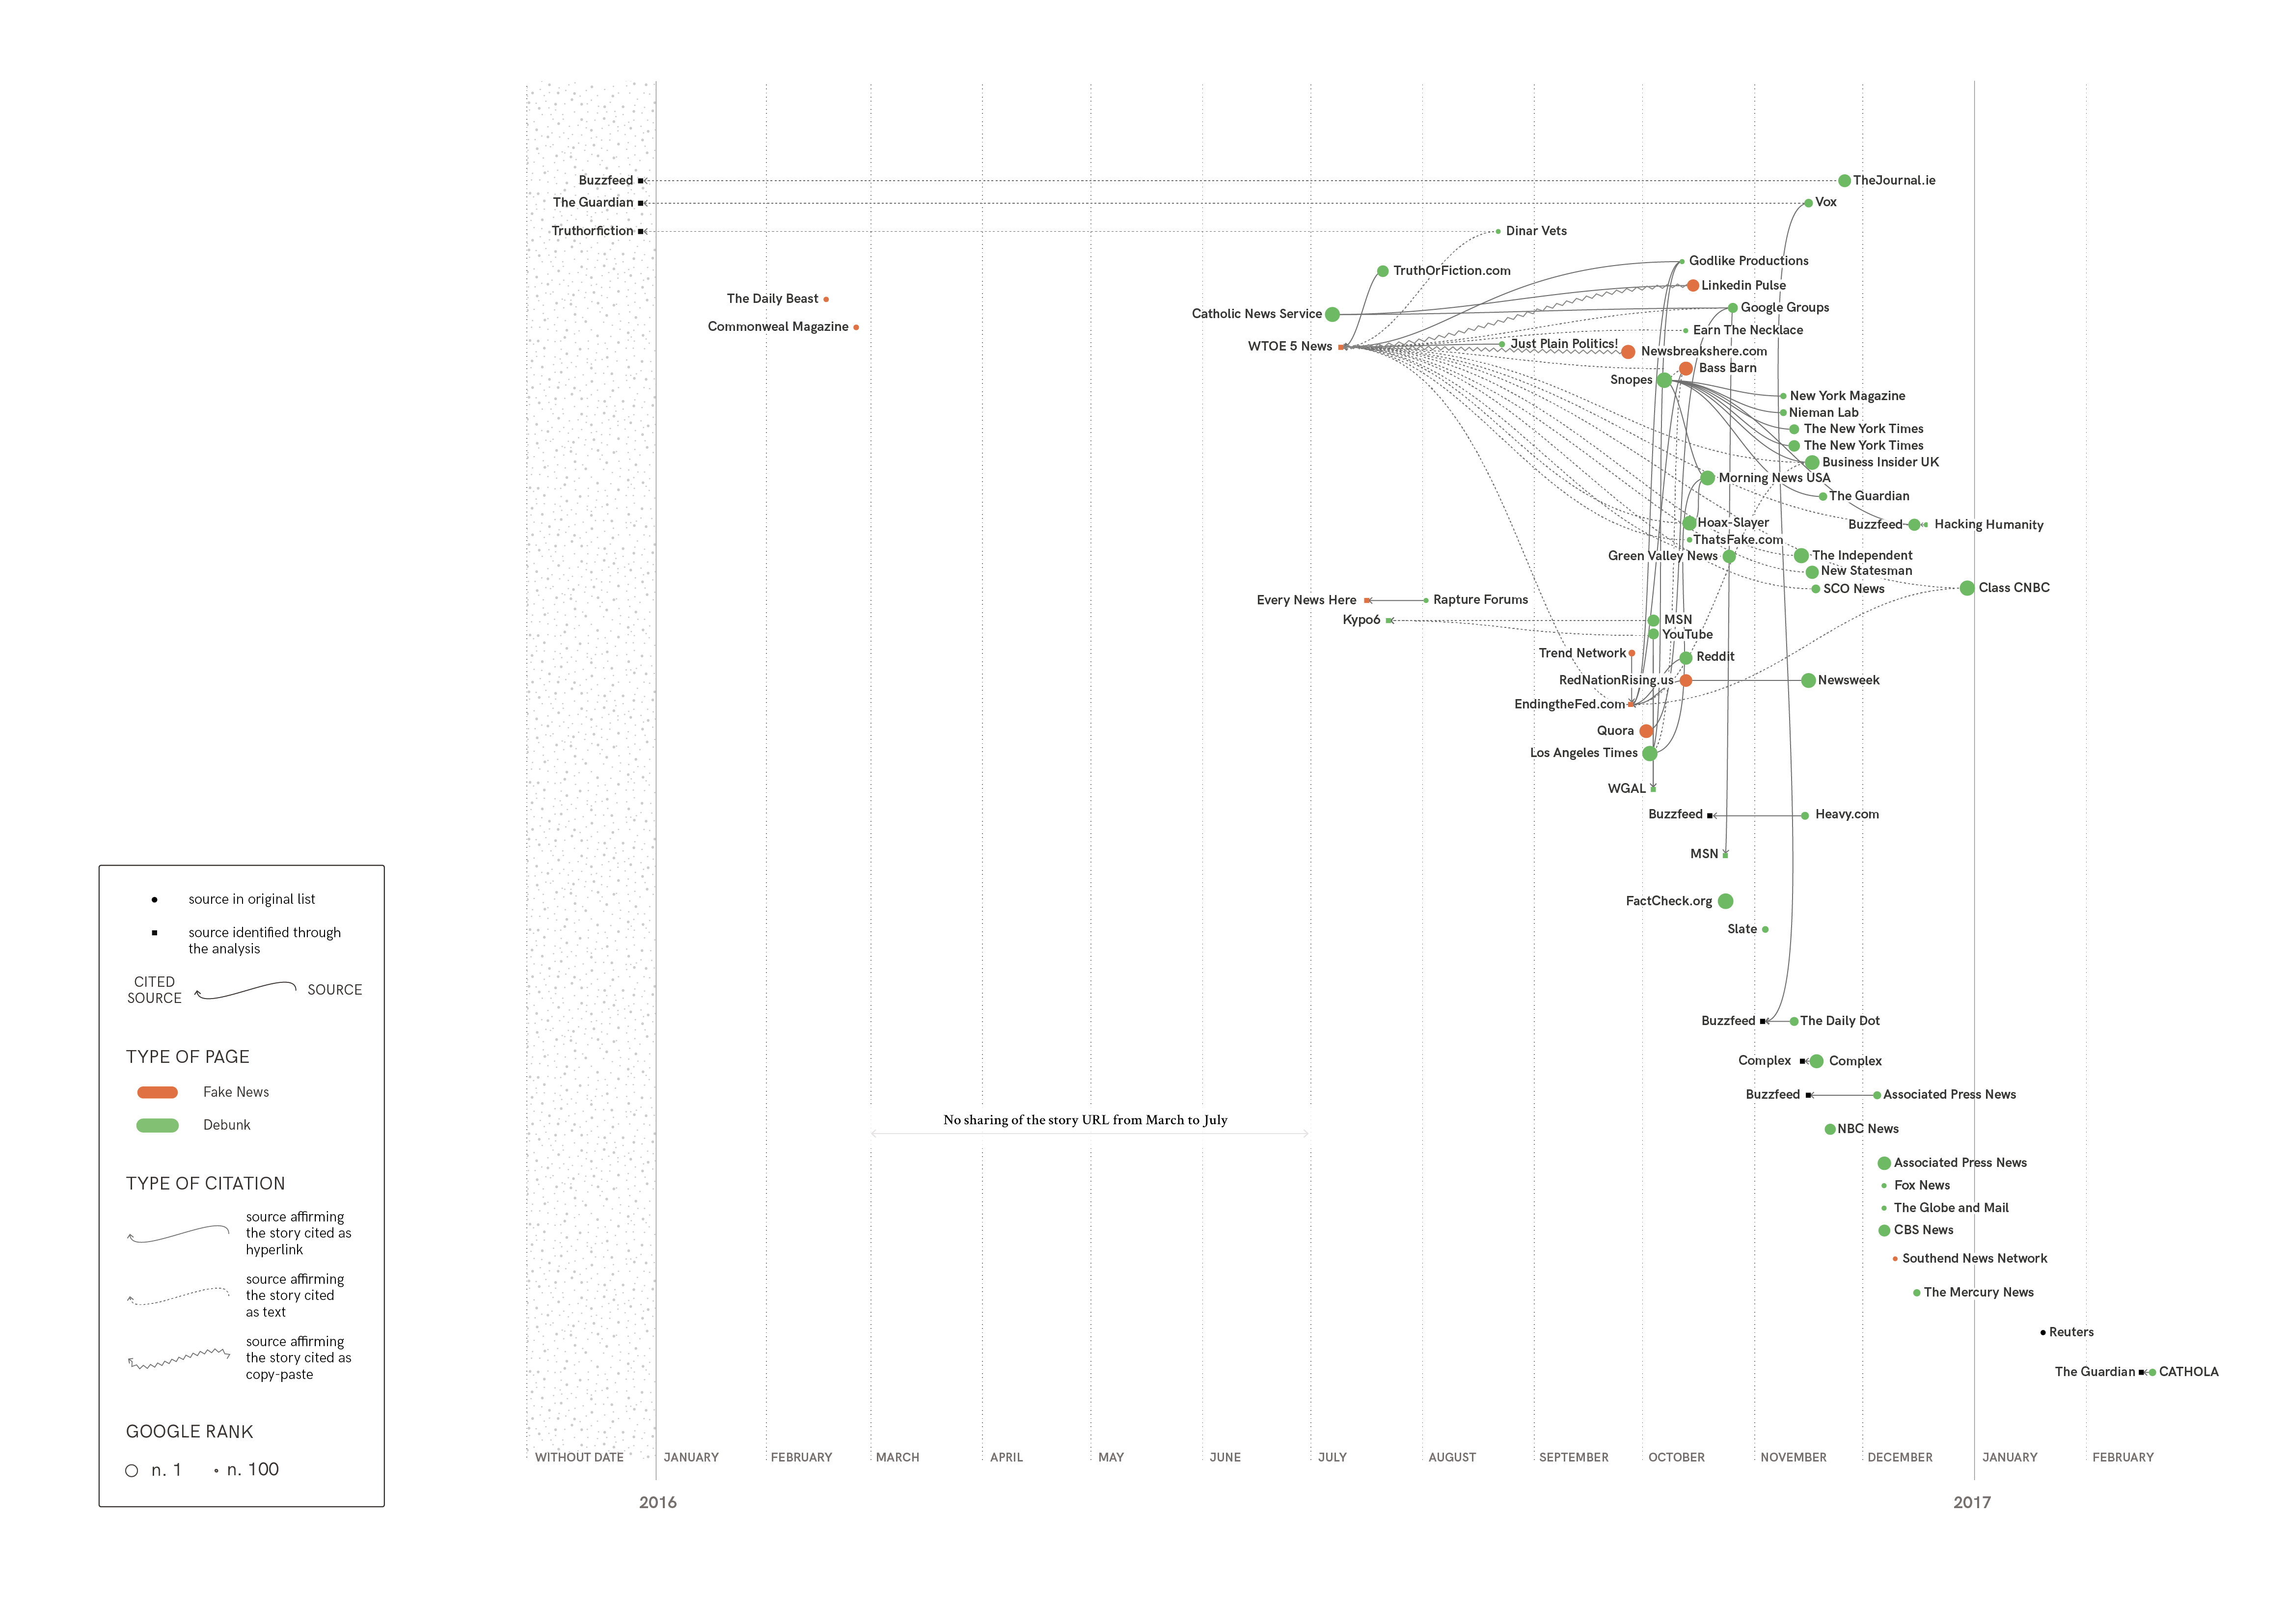 Buzzfeed
TheJournal.ie
The Guardian
Vox
Truthorfiction
Dinar Vets
Godlike Productions
TruthOrFiction.com
Linkedin Pulse
The Daily Beast
Google Groups
Catholic News Service
Commonweal Magazine
Earn The Necklace
WTOE 5 News
Just Plain Politics!
Newsbreakshere.com
Bass Barn
Snopes
New York Magazine
Nieman Lab
The New York Times
The New York Times
Business Insider UK
Morning News USA
The Guardian
Hoax-Slayer
Buzzfeed
Hacking Humanity
ThatsFake.com
Green Valley News
The Independent
New Statesman
SCO News
Class CNBC
Every News Here
Rapture Forums
Kypo6
MSN
YouTube
Trend Network
Reddit
RedNationRising.us
Newsweek
EndingtheFed.com
Quora
Los Angeles Times
WGAL
Buzzfeed
Heavy.com
MSN
FactCheck.org
Slate
Buzzfeed
The Daily Dot
Complex
Complex
Buzzfeed
Associated Press News
No sharing of the story URL from March to July
NBC News
Associated Press News
Fox News
The Globe and Mail
CBS News
Southend News Network
The Mercury News
Reuters
The Guardian
CATHOLA
WITHOUT DATE
JANUARY
FEBRUARY
MARCH
APRIL
MAY
JUNE
JULY
AUGUST
SEPTEMBER
OCTOBER
NOVEMBER
DECEMBER
JANUARY
FEBRUARY
2016
2017
source in original list
source identified through
the analysis
CITED
SOURCE
SOURCE
TYPE OF PAGE
Fake News
Debunk
TYPE OF CITATION
source affirming
the story cited as
hyperlink
source affirming
the story cited
as text
source affirming
the story cited as
copy-paste
GOOGLE RANK
n. 1
n. 100